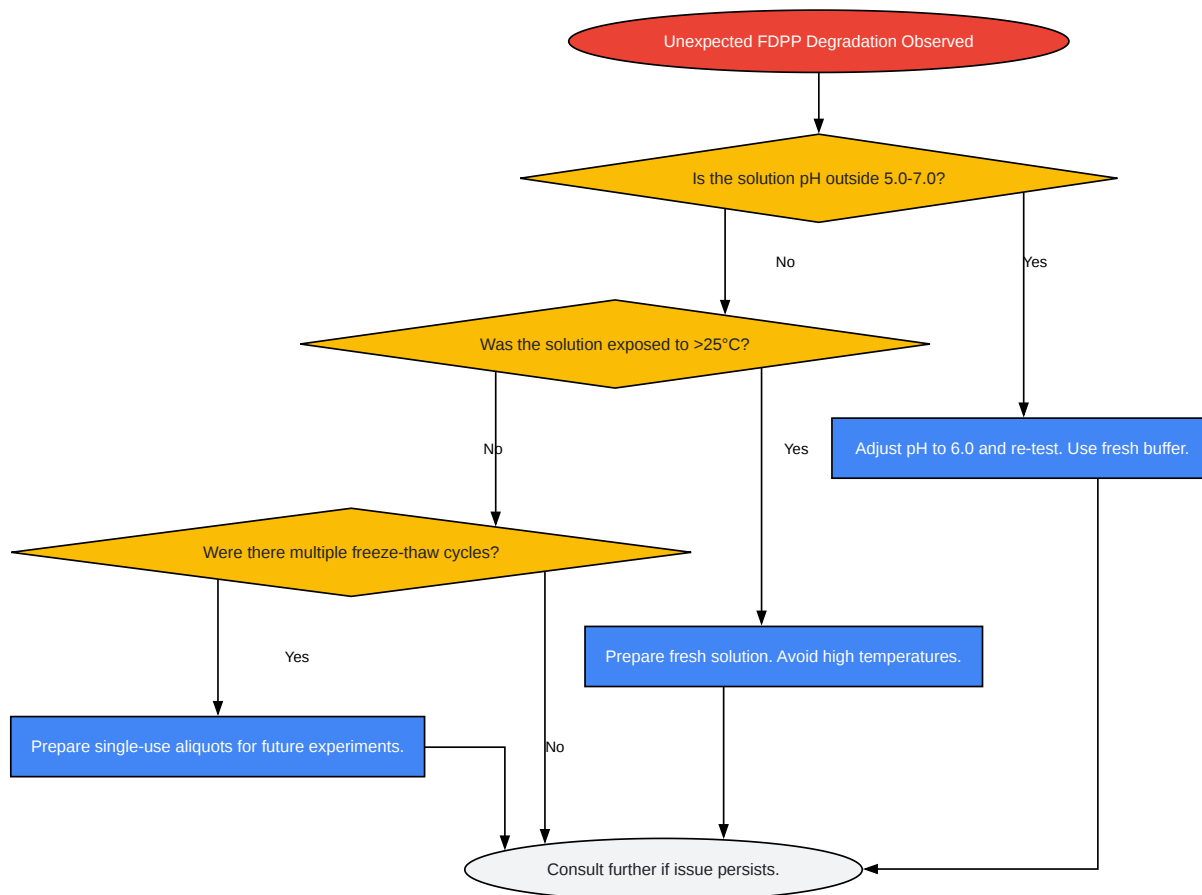 Unexpected FDPP Degradation Observed
Is the solution pH outside 5.0-7.0?
No
Yes
Was the solution exposed to >25°C?
No
Yes
Adjust pH to 6.0 and re-test. Use fresh buffer.
Were there multiple freeze-thaw cycles?
Yes
Prepare fresh solution. Avoid high temperatures.
Prepare single-use aliquots for future experiments.
No
Consult further if issue persists.